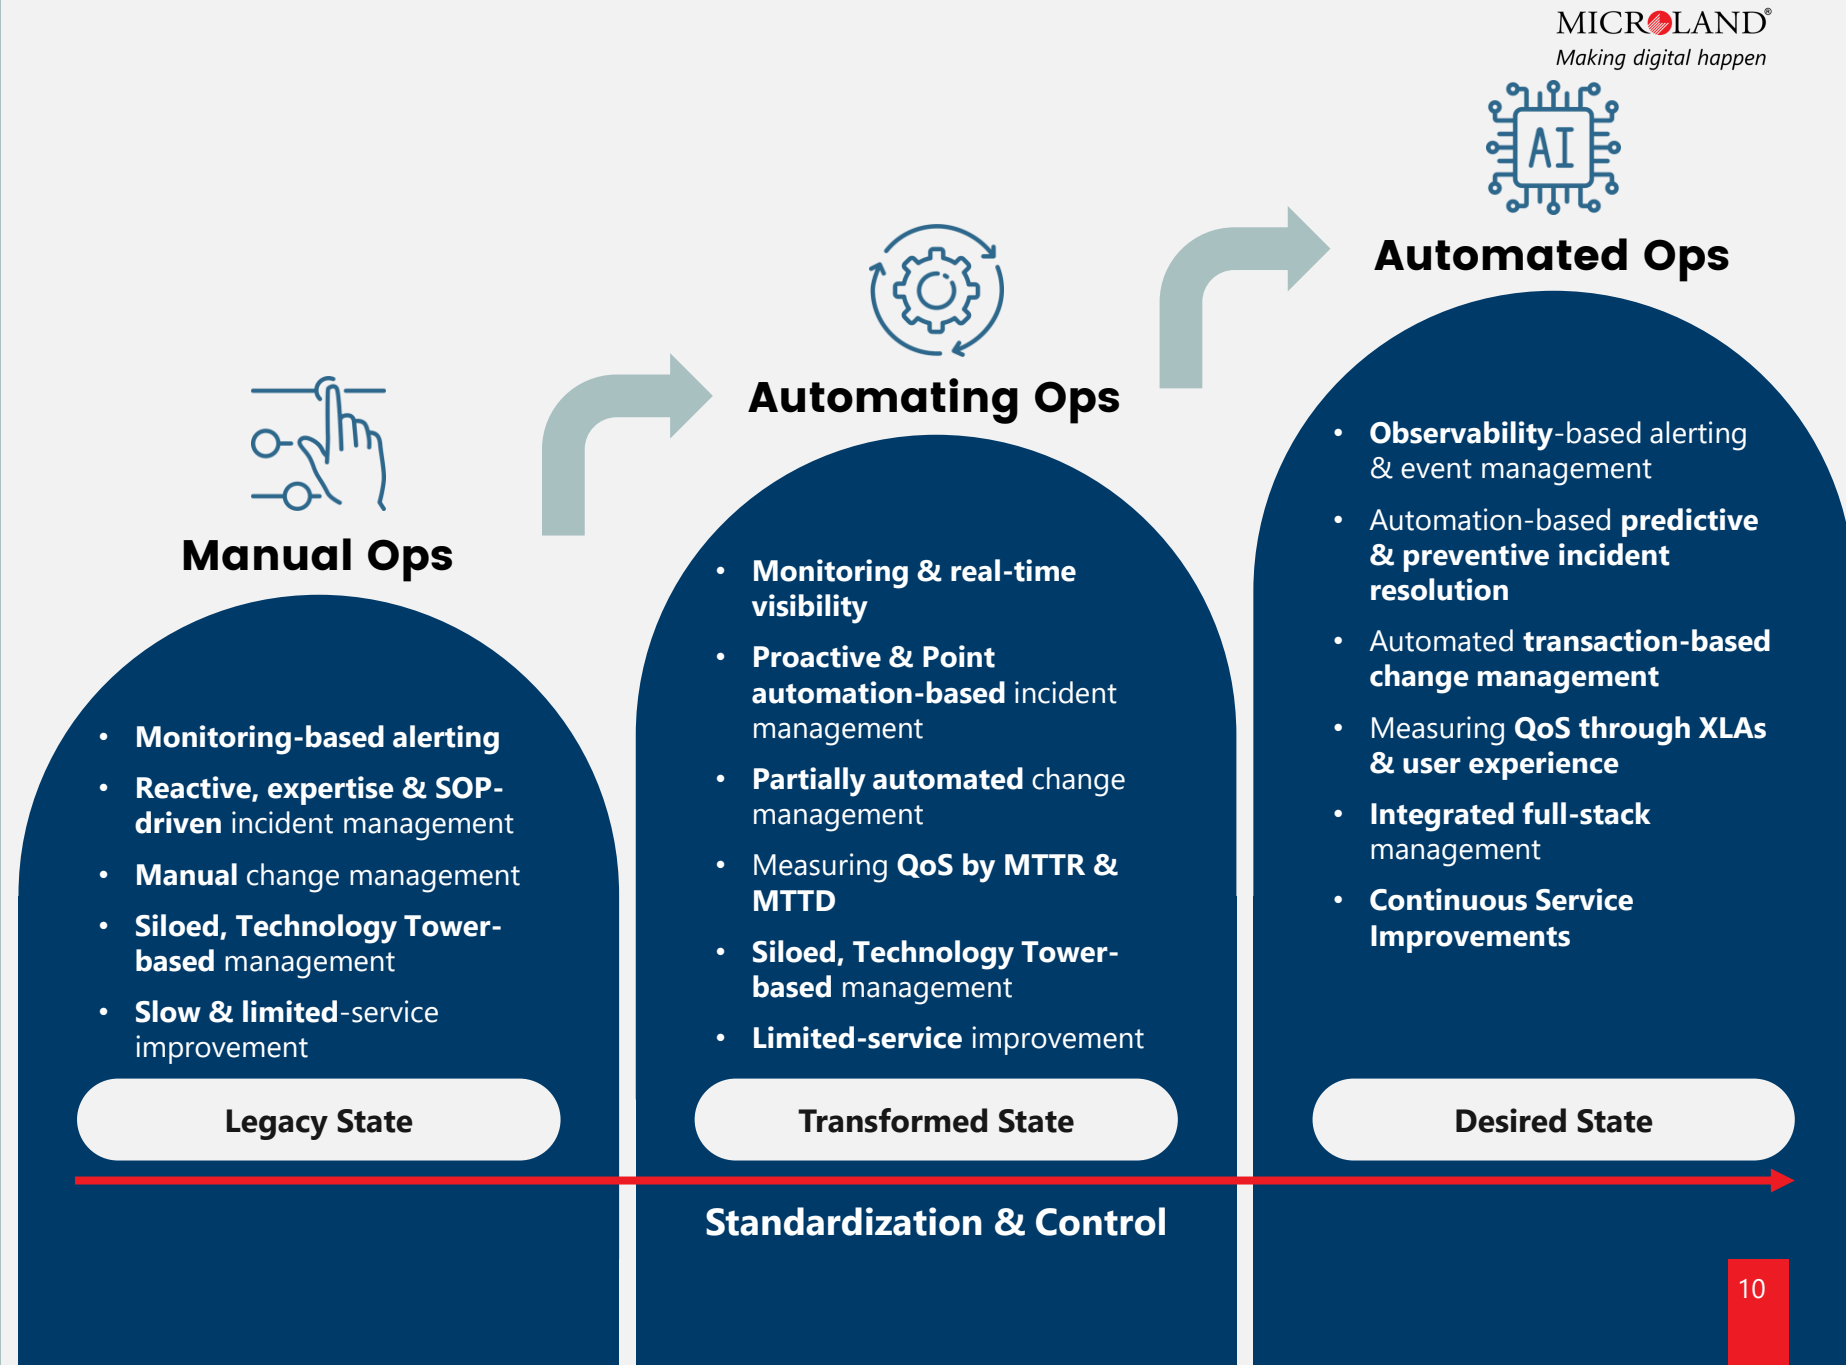 MICROLAND®
Making digital happen
AI
Automated Ops
Automating Ops
Manual Ops
• Monitoring-based alerting
• Reactive, expertise & SOP-
driven incident management
• Manual change management
• Siloed, Technology Tower-
based management
• Slow & limited-service
improvement
Legacy State
• Monitoring & real-time
visibility
• Proactive & Point
automation-based incident
management
• Partially automated change
management
• Measuring QoS by MTTR &
MTTD
• Siloed, Technology Tower-
based management
• Limited-service improvement
Transformed State
• Observability-based alerting
& event management
• Automation-based predictive
& preventive incident
resolution
• Automated transaction-based
change management
• Measuring QoS through XLAs
& user experience
• Integrated full-stack
management
• Continuous Service
Improvements
Desired State
Standardization & Control
10